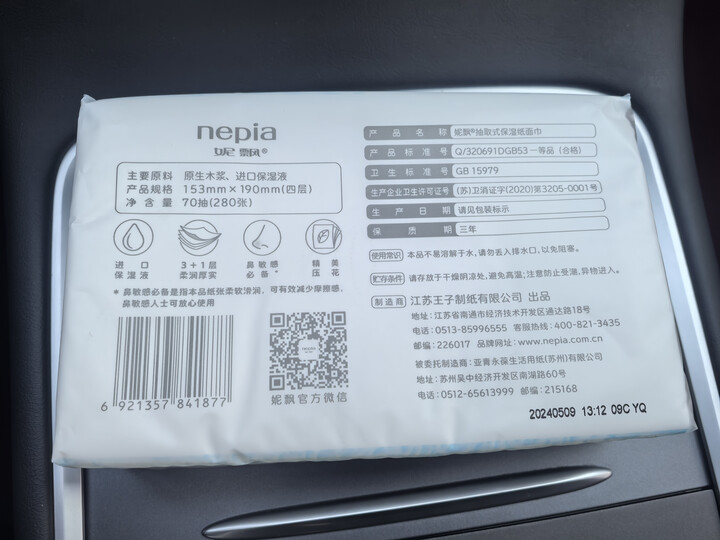 nepia
妮飘®
主要原料 原生木浆、进口保湿液
产品规格 153mm×190mm(四层)
净含量 70抽(280张)
进口保湿液
3+1层柔润厚实
鼻敏感必备*
精美压花
* 鼻敏感必备是指本品纸张柔软滑润，可有效减少摩擦感，
鼻敏感人士可放心使用
6 921357 841877
妮飘官方微信
产品名称 妮飘®抽取式保湿纸面巾
产品标准号 Q/320691DGB53 一等品（合格）
卫生标准号 GB 15979
生产企业卫生许可证号 (苏)卫消证字(2020)第3205-0001号
生产日期 请见包装标示
保质期 三年
使用常识 本品不易溶解于水，请勿丢入排水口，以免阻塞。
贮存条件 请存放于干燥阴凉处，避免高温；注意防止受潮、异物进入。
制造商 江苏王子制纸有限公司 出品
地址：江苏省南通市经济技术开发区通达路18号
电话：0513-85996555 客服热线：400-821-3435
邮编：226017 品牌网址：www.nepia.com.cn
被委托制造商：亚青永葆生活用纸(苏州)有限公司
地址：苏州吴中经济开发区南湖路60号
电话：0512-65613999 邮编：215168
20240509 13:12 09C YQ